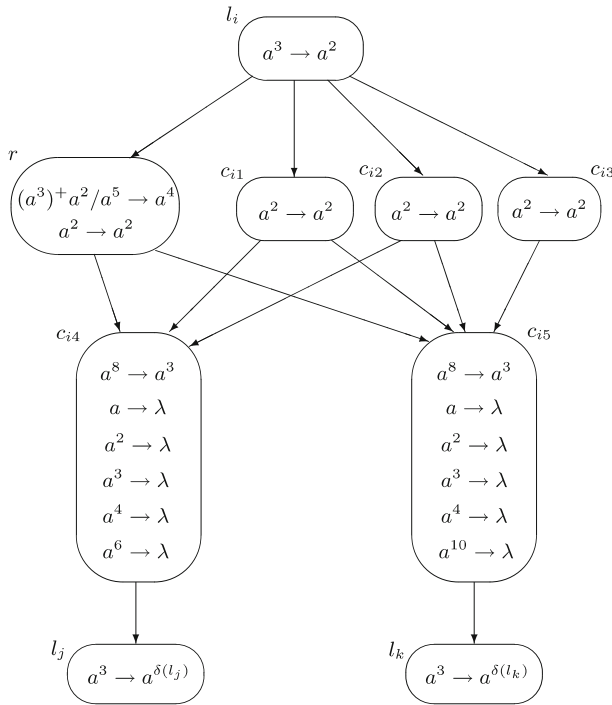 l_i
a^3 → a^2
r
(a^3)^+a^2/a^5 → a^4
a^2 → a^2
c_{i1}
a^2 → a^2
c_{i2}
a^2 → a^2
c_{i3}
a^2 → a^2
c_{i4}
a^8 → a^3
a → λ
a^2 → λ
a^3 → λ
a^4 → λ
a^6 → λ
c_{i5}
a^8 → a^3
a → λ
a^2 → λ
a^3 → λ
a^4 → λ
a^{10} → λ
l_j
a^3 → a^{δ(l_j)}
l_k
a^3 → a^{δ(l_k)}